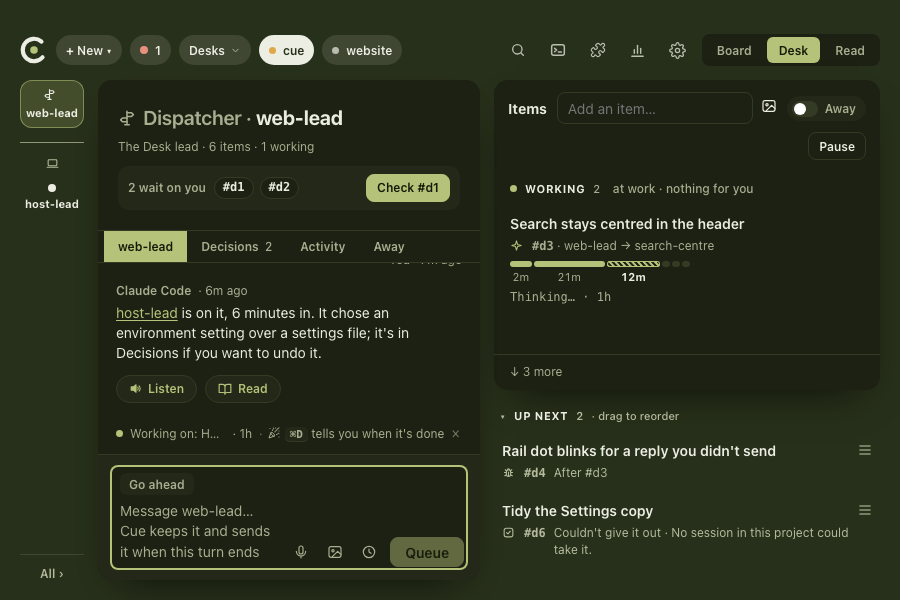 + New ▾
1
Desks
cue
website
Board
Desk
Read
web-lead
host-lead
All ›
Dispatcher · web-lead
The Desk lead · 6 items · 1 working
2 wait on you #d1 #d2
Check #d1
web-lead
Decisions 2
Activity
Away
Claude Code · 6m ago
host-lead is on it, 6 minutes in. It chose an
environment setting over a settings file; it's in
Decisions if you want to undo it.
Listen
Read
Working on: H... · 1h · ⌘D tells you when it's done ×
Go ahead
Message web-lead...
Cue keeps it and sends
it when this turn ends
Queue
Items
Add an item...
Away
Pause
WORKING 2 at work · nothing for you
Search stays centred in the header
#d3 · web-lead → search-centre
2m 21m 12m
Thinking… · 1h
↓ 3 more
▾ UP NEXT 2 · drag to reorder
Rail dot blinks for a reply you didn't send
#d4 After #d3
Tidy the Settings copy
#d6 Couldn't give it out · No session in this project could
take it.